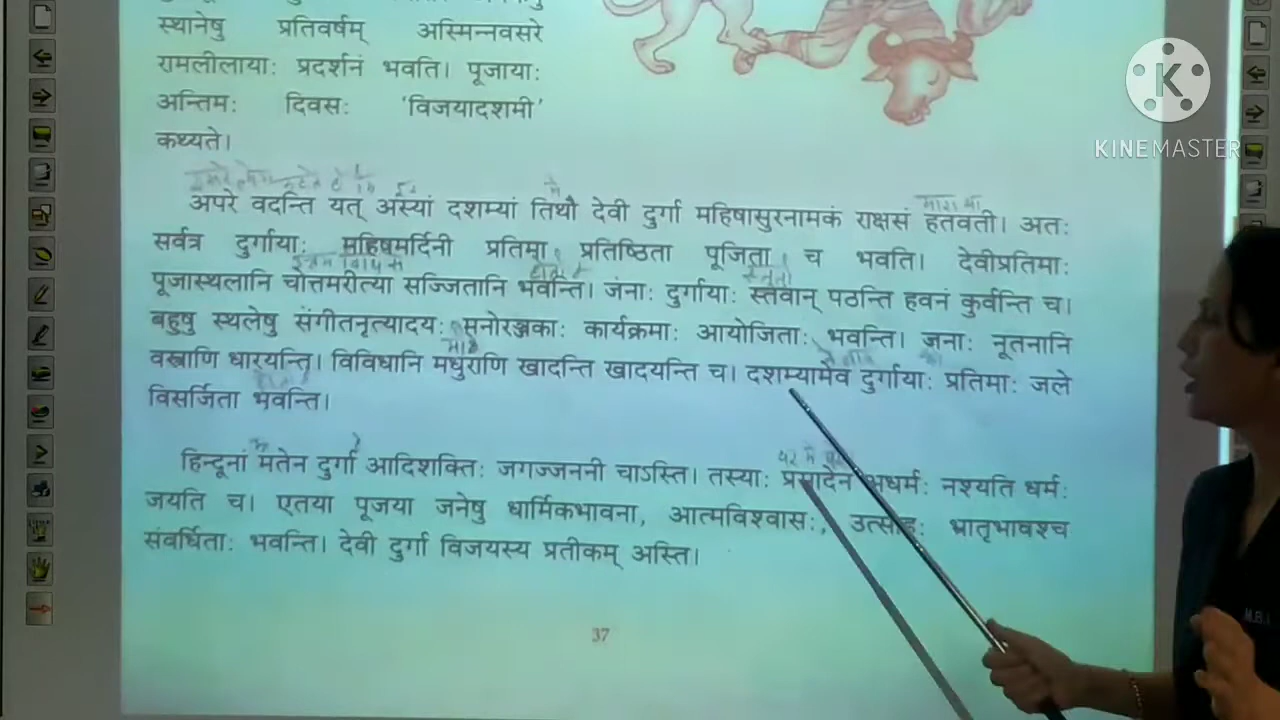 स्थानेषु प्रतिवर्षम् अस्मिन्नवसरे
रामलीलायाः प्रदर्शनं भवति। पूजायाः
अन्तिमः दिवसः 'विजयादशमी'
कथ्यते।
अपरे वदन्ति यत् अस्यां दशम्यां तिथौ देवी दुर्गा महिषासुरनामकं राक्षसं हतवती। अतः
सर्वत्र दुर्गायाः महिषमर्दिनी प्रतिमा प्रतिष्ठिता पूजिता च भवति। देवीप्रतिमाः
पूजास्थलानि चोत्तमरीत्या सज्जितानि भवन्ति। जनाः दुर्गायाः स्तवान् पठन्ति हवनं कुर्वन्ति च।
बहुषु स्थलेषु संगीतनृत्यादयः मनोरञ्जकाः कार्यक्रमाः आयोजिताः भवन्ति। जनाः नूतनानि
वस्त्राणि धारयन्ति। विविधानि मधुराणि खादन्ति खादयन्ति च। दशम्यामेव दुर्गायाः प्रतिमाः जले
विसर्जिता भवन्ति।
हिन्दूनां मतेन दुर्गा आदिशक्तिः जगज्जननी चाऽस्ति। तस्याः प्रसादेन अधर्मः नश्यति धर्मः
जयति च। एतया पूजया जनेषु धार्मिकभावना, आत्मविश्वासः, उत्साहः भ्रातृभावश्च
संवर्धिताः भवन्ति। देवी दुर्गा विजयस्य प्रतीकम् अस्ति।
37
K
KINEMASTER